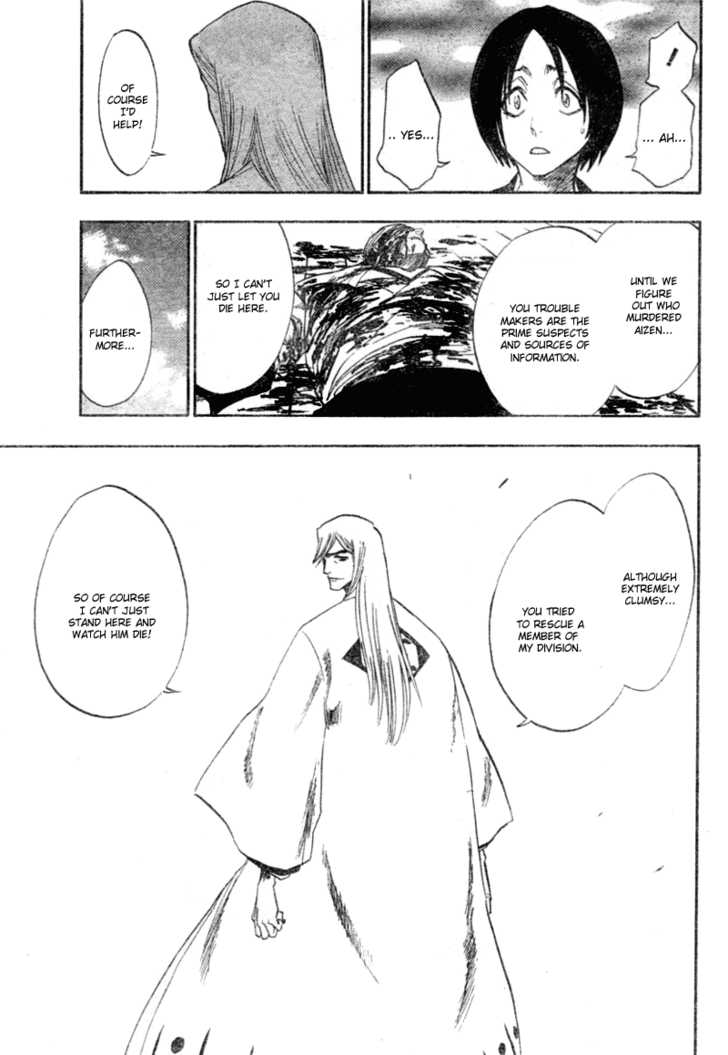 !
... AH...
.. YES...
OF
COURSE
I'D
HELP!
UNTIL WE
FIGURE
OUT WHO
MURDERED
AIZEN...
YOU TROUBLE
MAKERS ARE THE
PRIME SUSPECTS
AND SOURCES OF
INFORMATION.
SO I CAN'T
JUST LET YOU
DIE HERE.
FURTHER-
MORE...
ALTHOUGH
EXTREMELY
CLUMSY...
YOU TRIED
TO RESCUE A
MEMBER OF
MY DIVISION.
SO OF COURSE
I CAN'T JUST
STAND HERE AND
WATCH HIM DIE!